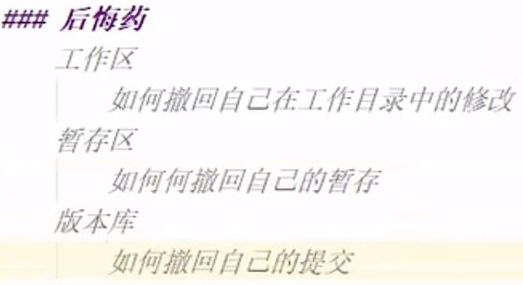 ### 后悔药
工作区
如何撤回自己在工作目录中的修改
暂存区
如何何撤回自己的暂存
版本库
如何撤回自己的提交